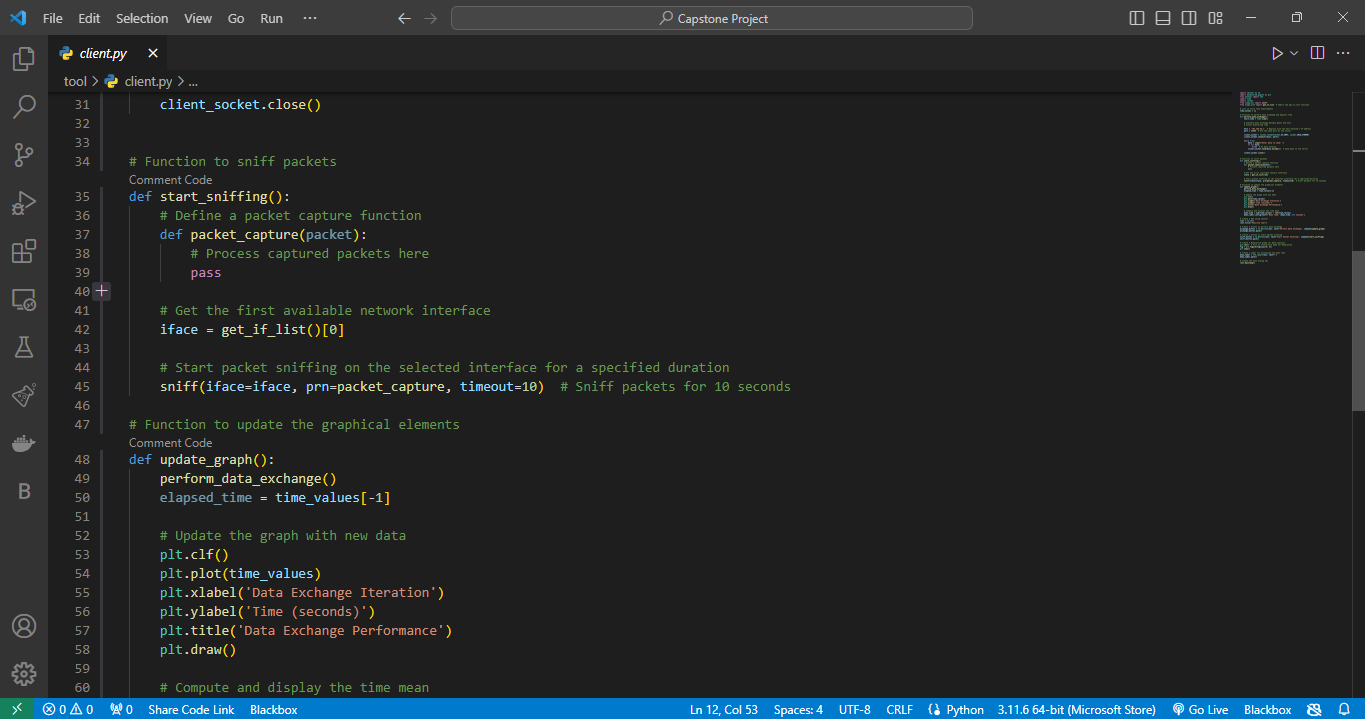 File Edit Selection View Go Run ··· Capstone Project
client.py
tool > client.py > ...
31 client_socket.close()
32
33
34 # Function to sniff packets
Comment Code
35 def start_sniffing():
36 # Define a packet capture function
37 def packet_capture(packet):
38 # Process captured packets here
39 pass
40
41 # Get the first available network interface
42 iface = get_if_list()[0]
43
44 # Start packet sniffing on the selected interface for a specified duration
45 sniff(iface=iface, prn=packet_capture, timeout=10)  # Sniff packets for 10 seconds
46
47 # Function to update the graphical elements
Comment Code
48 def update_graph():
49 perform_data_exchange()
50 elapsed_time = time_values[-1]
51
52 # Update the graph with new data
53 plt.clf()
54 plt.plot(time_values)
55 plt.xlabel('Data Exchange Iteration')
56 plt.ylabel('Time (seconds)')
57 plt.title('Data Exchange Performance')
58 plt.draw()
59
60 # Compute and display the time mean
B
0 0 0 Share Code Link Blackbox Ln 12, Col 53 Spaces: 4 UTF-8 CRLF Python 3.11.6 64-bit (Microsoft Store) Go Live Blackbox